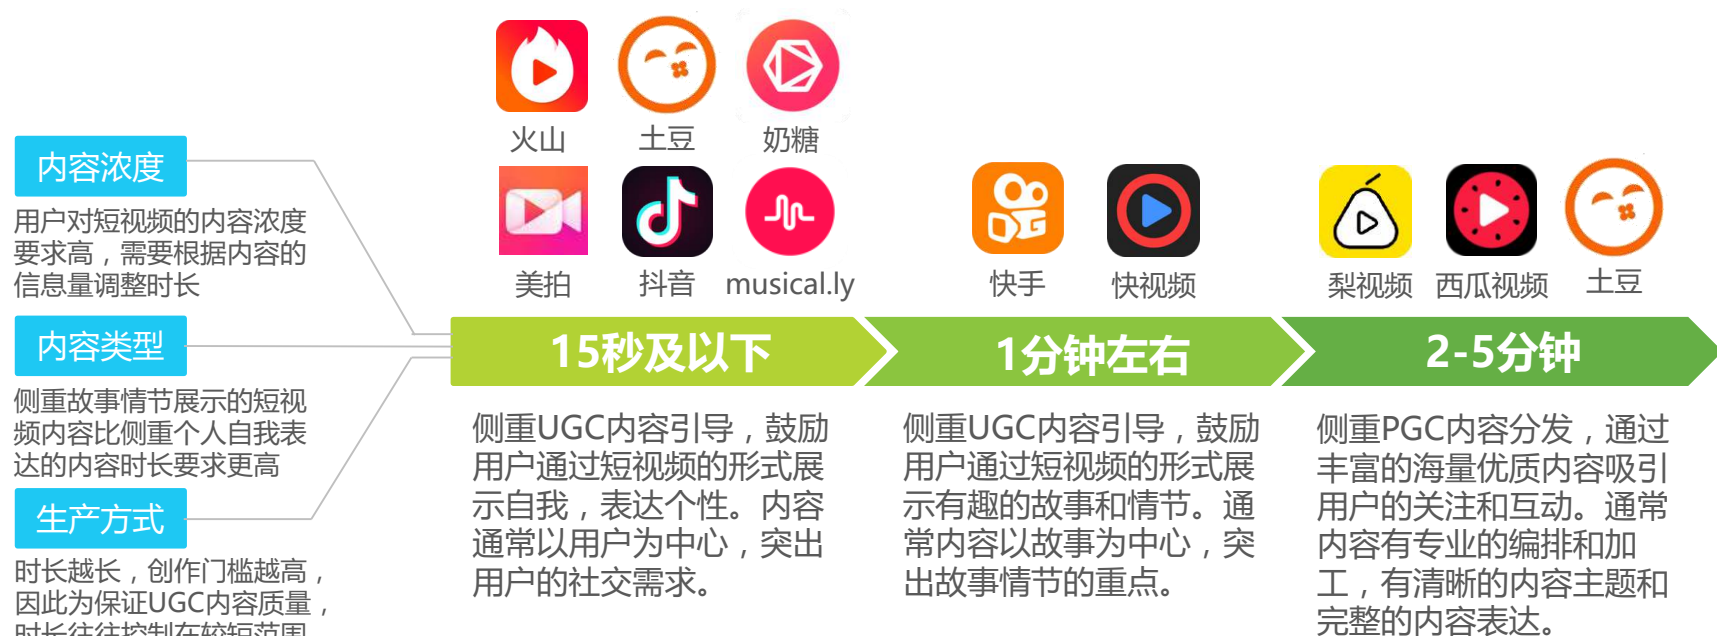 火山
土豆
奶糖
美拍
抖音
musical.ly
快手
快视频
梨视频
西瓜视频
土豆
内容浓度
用户对短视频的内容浓度
要求高，需要根据内容的
信息量调整时长
内容类型
侧重故事情节展示的短视
频内容比侧重个人自我表
达的内容时长要求更高
生产方式
时长越长，创作门槛越高，
因此为保证UGC内容质量，
时长往往控制在较短范围
15秒及以下
侧重UGC内容引导，鼓励
用户通过短视频的形式展
示自我，表达个性。内容
通常以用户为中心，突出
用户的社交需求。
1分钟左右
侧重UGC内容引导，鼓励
用户通过短视频的形式展
示有趣的故事和情节。通
常内容以故事为中心，突
出故事情节的重点。
2-5分钟
侧重PGC内容分发，通过
丰富的海量优质内容吸引
用户的关注和互动。通常
内容有专业的编排和加
工，有清晰的内容主题和
完整的内容表达。